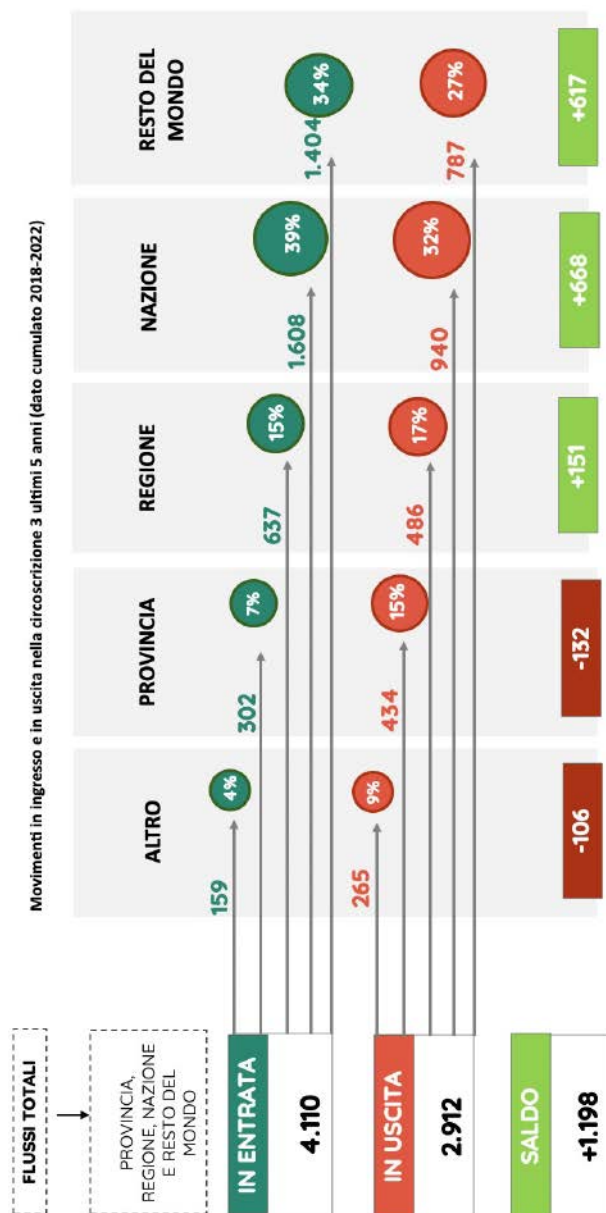 Movimenti in ingresso e in uscita nella circoscrizione 3 ultimi 5 anni (dato cumulato 2018-2022)
FLUSSI TOTALI
PROVINCIA,
REGIONE, NAZIONE
E RESTO DEL
MONDO
ALTRO
PROVINCIA
REGIONE
NAZIONE
RESTO DEL
MONDO
IN ENTRATA
4.110
159
4%
302
7%
637
15%
1.608
39%
1.404
34%
IN USCITA
2.912
265
9%
434
15%
486
17%
940
32%
787
27%
SALDO
+1.198
-106
-132
+151
+668
+617